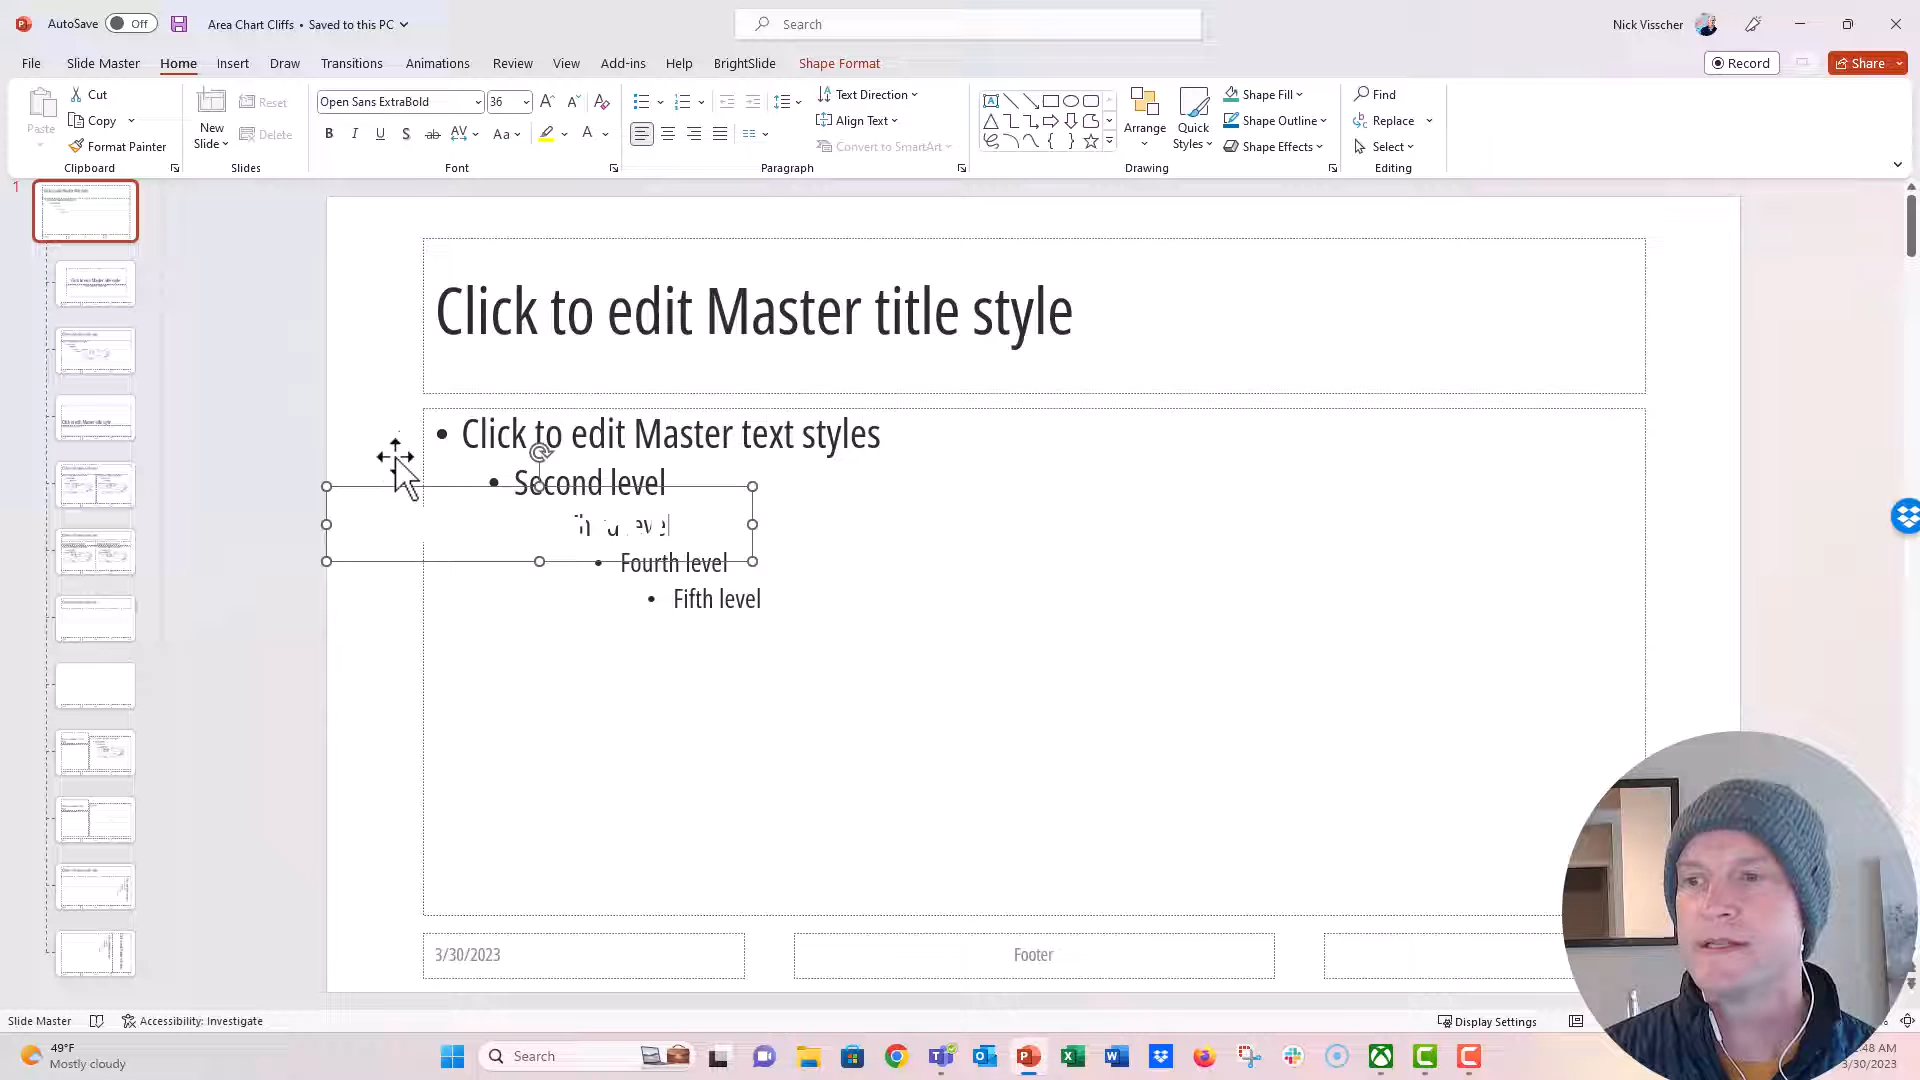 AutoSave Off Area Chart Cliffs • Saved to this PC Search Nick Visscher
File Slide Master Home Insert Draw Transitions Animations Review View Add-ins Help BrightSlide Shape Format Record Share
Paste Cut Copy Format Painter Clipboard
New Slide Reset Delete Slides
Open Sans ExtraBold 36 Font
Text Direction Align Text Convert to SmartArt Paragraph
Arrange Quick Styles Shape Fill Shape Outline Shape Effects Drawing
Find Replace Select Editing
1
Click to edit Master title style
• Click to edit Master text styles
• Second level
• Fourth level
• Fifth level
3/30/2023 Footer
Slide Master Accessibility: Investigate Display Settings
49°F
Mostly cloudy
Search
:48 AM
3/30/2023